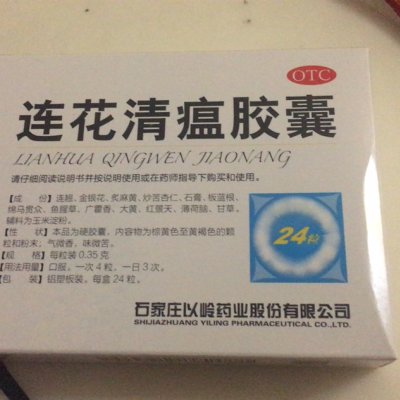 OTC
连花清瘟胶囊
LIANHUA QINGWEN JIAONANG
请仔细阅读说明书并按说明使用或在药师指导下购买和使用。
【成 份】连翘、金银花、炙麻黄、炒苦杏仁、石膏、板蓝根、
绵马贯众、鱼腥草、广藿香、大黄、红景天、薄荷脑、甘草。
辅料为玉米淀粉。
【性 状】本品为硬胶囊，内容物为棕黄色至黄褐色的颗
粒和粉末；气微香，味微苦。
【规 格】每粒装0.35克
【用法用量】口服。一次4粒，一日3次。
【包 装】铝塑板装。每盒24粒。
24粒
石家庄以岭药业股份有限公司
SHIJIAZHUANG YILING PHARMACEUTICAL CO.,LTD.